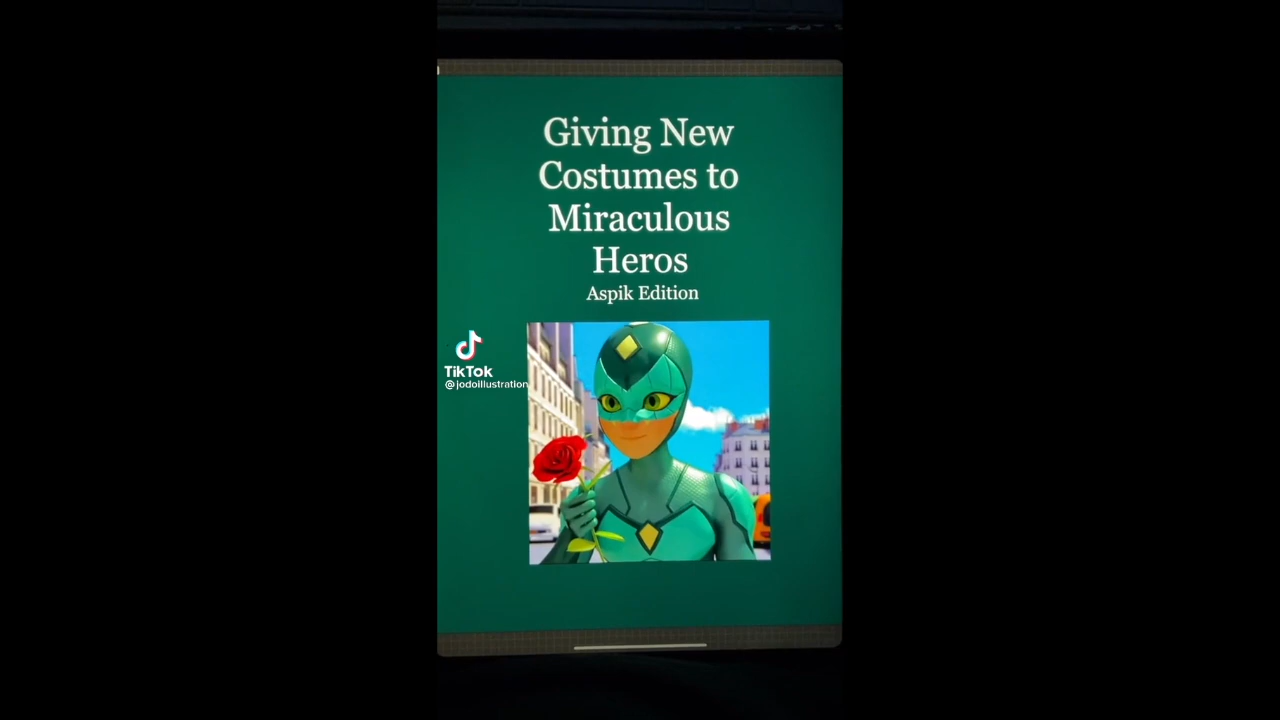 Giving New
Costumes to
Miraculous
Heros
Aspik Edition
TikTok
@jodoillustration